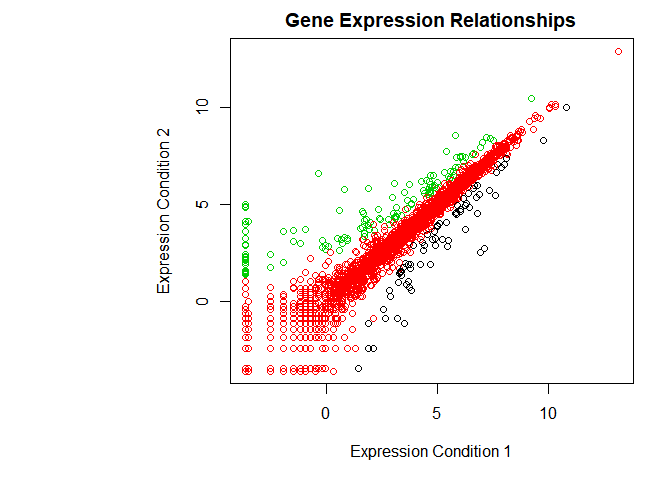 Gene Expression Relationships
Expression Condition 2
10
5
0
0 5 10
Expression Condition 1